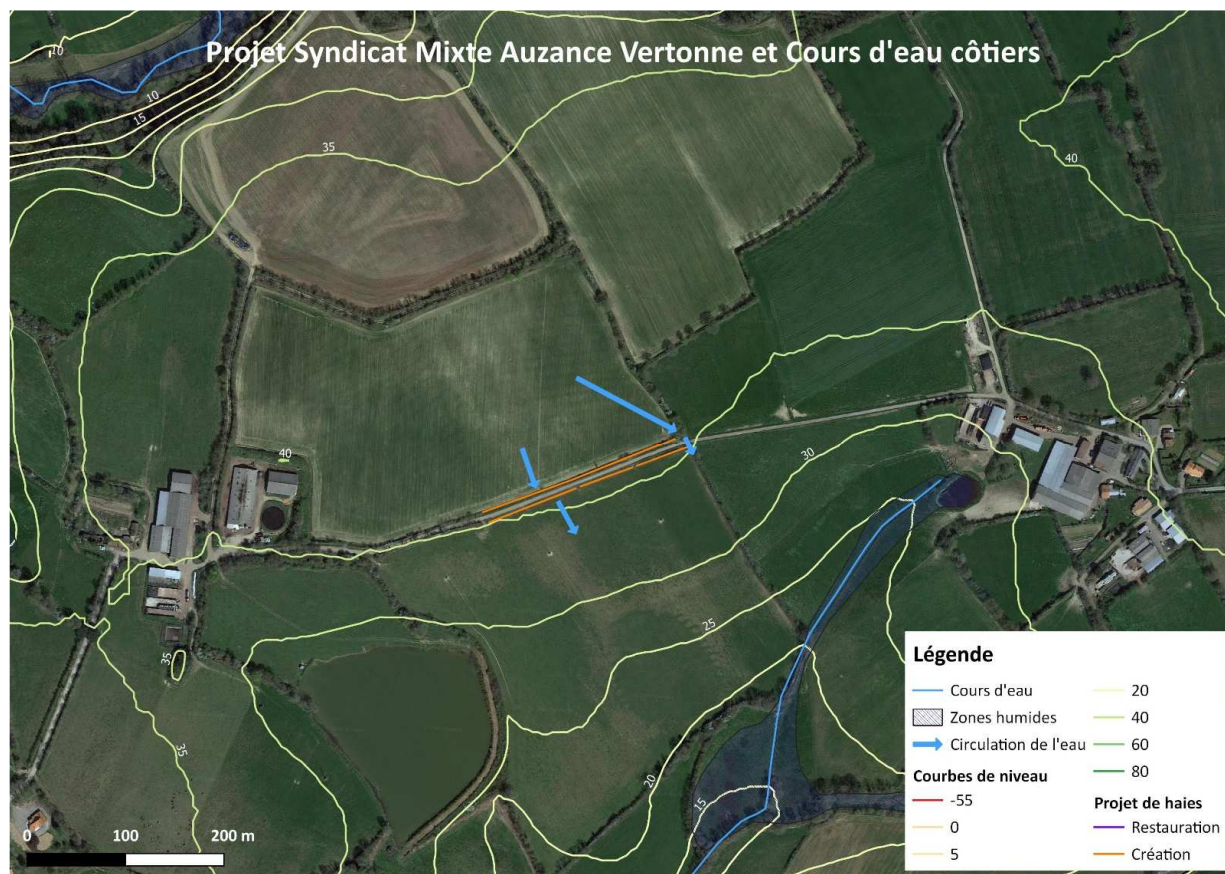 Projet Syndicat Mixte Auzance Vertonne et Cours d'eau côtiers
10
10
15
35
40
40
30
25
35
35
20
15
0 100 200 m
Légende
Cours d'eau
Zones humides
Circulation de l'eau
Courbes de niveau
-55
0
5
20
40
60
80
Projet de haies
Restauration
Création